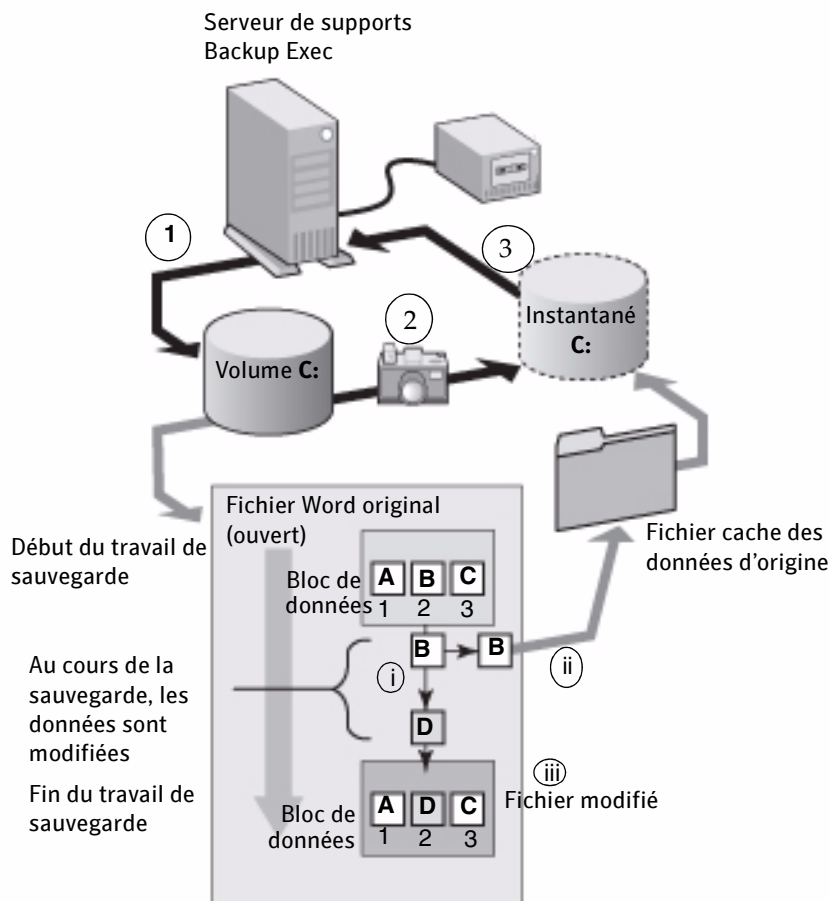 Serveur de supports
Backup Exec
1
3
2
Instantané
C:
Volume C:
Fichier Word original
(ouvert)
Début du travail de
sauvegarde
Fichier cache des
données d'origine
Bloc de
données
A B C
1 2 3
B
B
i
ii
Au cours de la
sauvegarde, les
données sont
modifiées
D
iii
Fichier modifié
Fin du travail de
sauvegarde
Bloc de
données
A D C
1 2 3